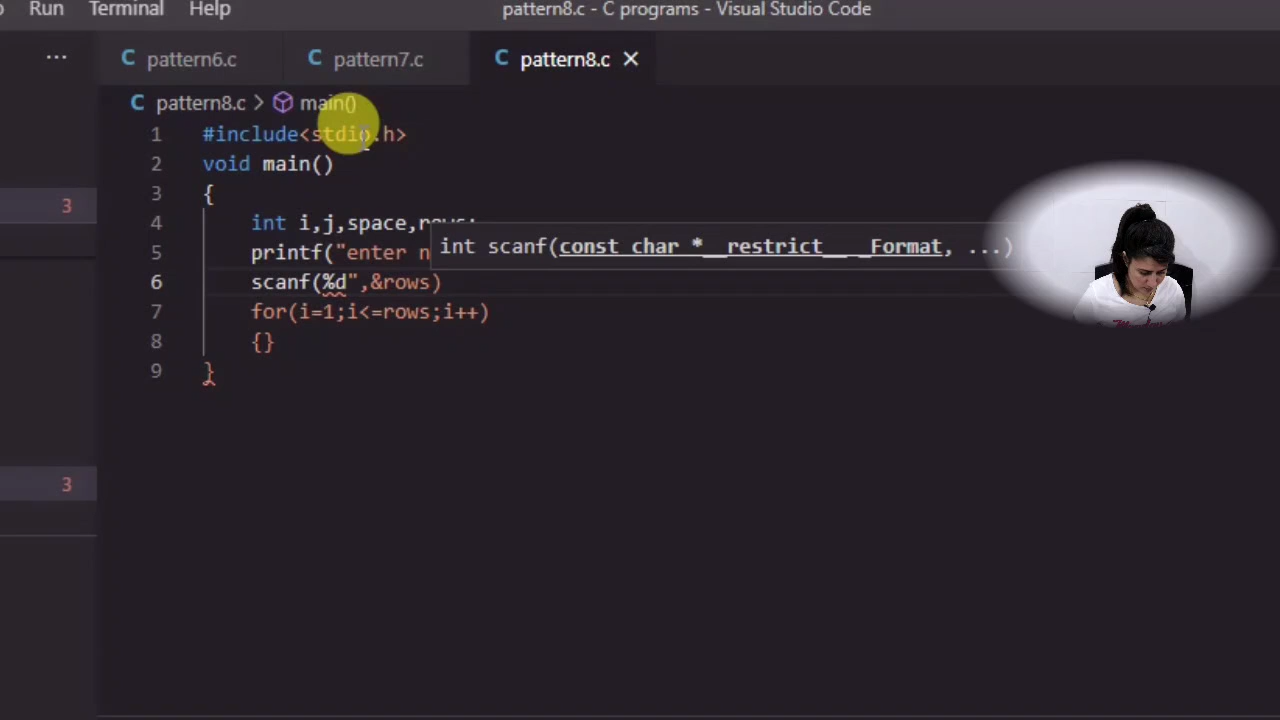 Run Terminal Help pattern8.c - C programs - Visual Studio Code
... pattern6.c pattern7.c pattern8.c ×
pattern8.c > main()
1 #include<stdio.h>
2 void main()
3 {
4 int i,j,space,rows;
5 printf("enter n
int scanf(const char *__restrict___Format, ...)
6 scanf(%d",&rows)
7 for(i=1;i<=rows;i++)
8 {}
9 }
3
3